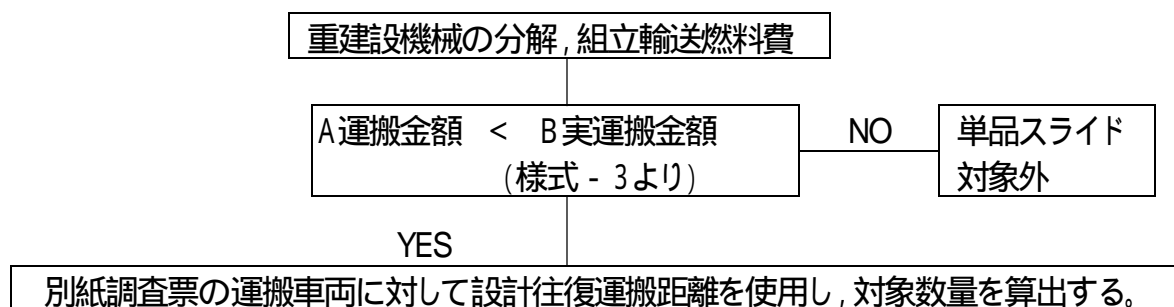 重建設機械の分解,組立輸送燃料費
A運搬金額 < B実運搬金額
(様式-3より)
NO
単品スライド
対象外
YES
別紙調査票の運搬車両に対して設計往復運搬距離を使用し,対象数量を算出する。